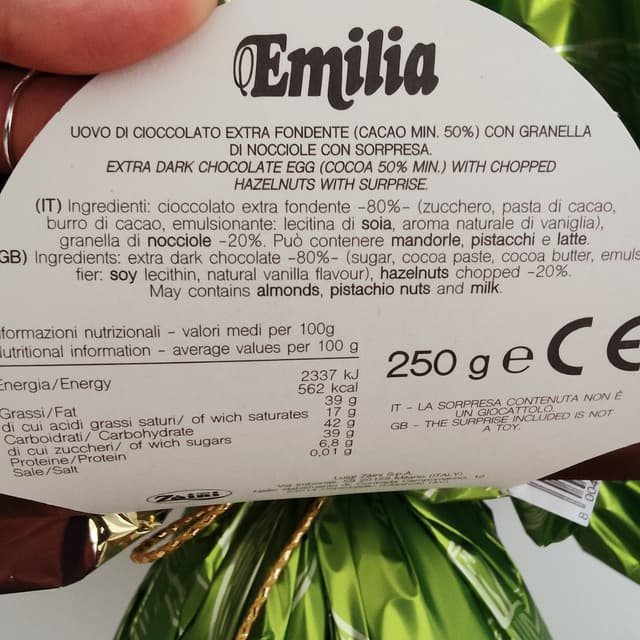 Emilia
UOVO DI CIOCCOLATO EXTRA FONDENTE (CACAO MIN. 50%) CON GRANELLA
DI NOCCIOLE CON SORPRESA.
EXTRA DARK CHOCOLATE EGG (COCOA 50% MIN.) WITH CHOPPED
HAZELNUTS WITH SURPRISE.
(IT) Ingredienti: cioccolato extra fondente -80%- (zucchero, pasta di cacao,
burro di cacao, emulsionante: lecitina di soia, aroma naturale di vaniglia),
granella di nocciole -20%. Può contenere mandorle, pistacchi e latte.
GB) Ingredients: extra dark chocolate -80%- (sugar, cocoa paste, cocoa butter, emuls
fier: soy lecithin, natural vanilla flavour), hazelnuts chopped -20%.
May contains almonds, pistachio nuts and milk.
nformazioni nutrizionali - valori medi per 100g
Nutritional information - average values per 100 g
Energia/Energy 2337 kJ
562 kcal
Grassi/Fat 39 g
di cui acidi grassi saturi/ of wich saturates 17 g
Carboidrati/ Carbohydrate 42 g
di cui zuccheri/ of wich sugars 39 g
Proteine/Protein 6,8 g
Sale/Salt 0,01 g
250 g e CE
IT - LA SORPRESA CONTENUTA NON È
UN GIOCATTOLO.
GB - THE SURPRISE INCLUDED IS NOT
A TOY.
Zaini
Luigi Zaini S.p.A.